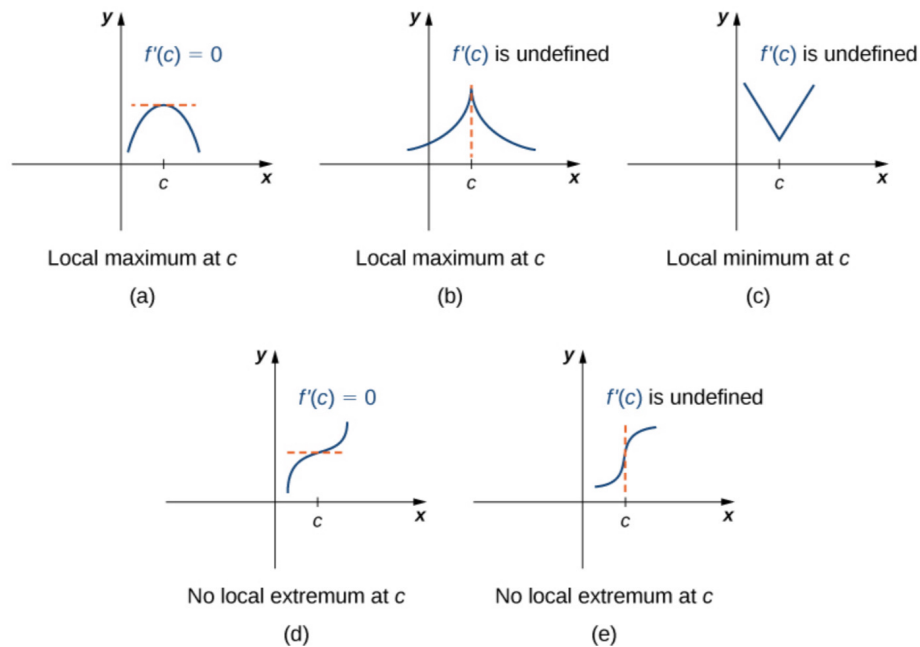 y
f'(c) = 0
c
x
Local maximum at c
(a)
y
f'(c) is undefined
c
x
Local maximum at c
(b)
y
f'(c) is undefined
c
x
Local minimum at c
(c)
y
f'(c) = 0
c
x
No local extremum at c
(d)
y
f'(c) is undefined
c
x
No local extremum at c
(e)